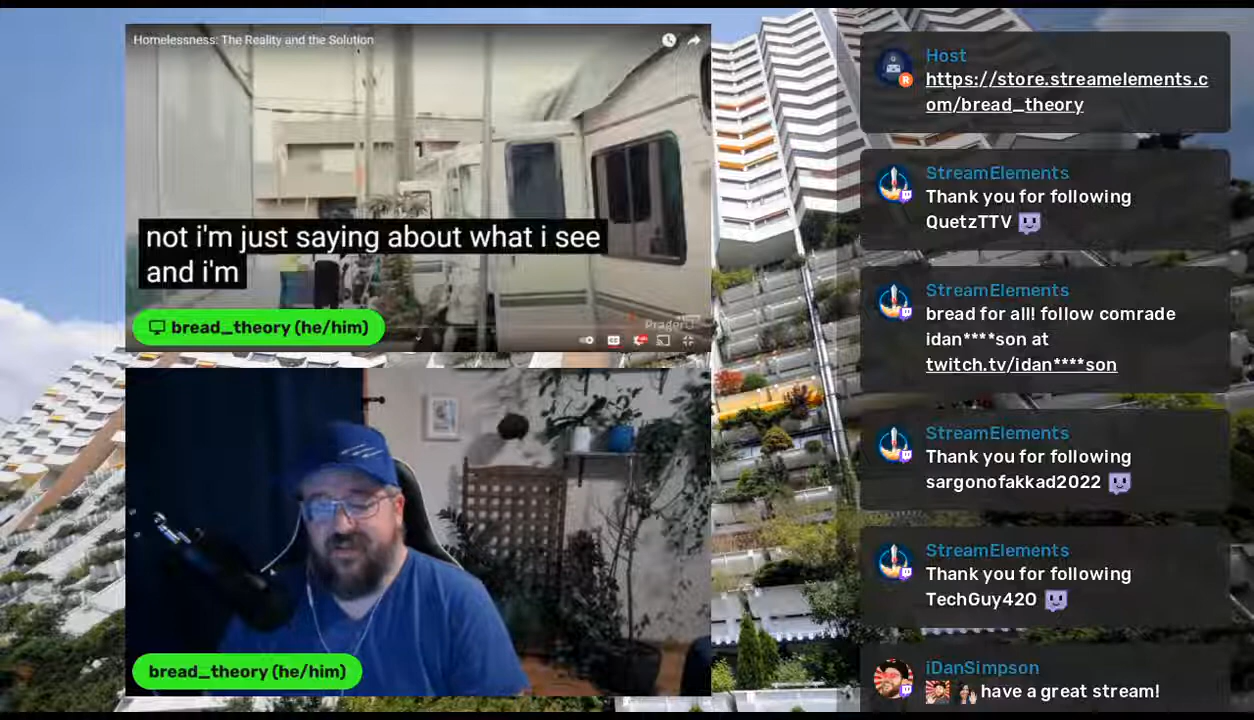 Homelessness: The Reality and the Solution
not i'm just saying about what i see
and i'm
bread_theory (he/him)
PragerU
bread_theory (he/him)
Host
https://store.streamelements.c
om/bread_theory
StreamElements
Thank you for following
QuetzTTV
StreamElements
bread for all! follow comrade
idan****son at
twitch.tv/idan****son
StreamElements
Thank you for following
sargonofakkad2022
StreamElements
Thank you for following
TechGuy420
iDanSimpson
have a great stream!